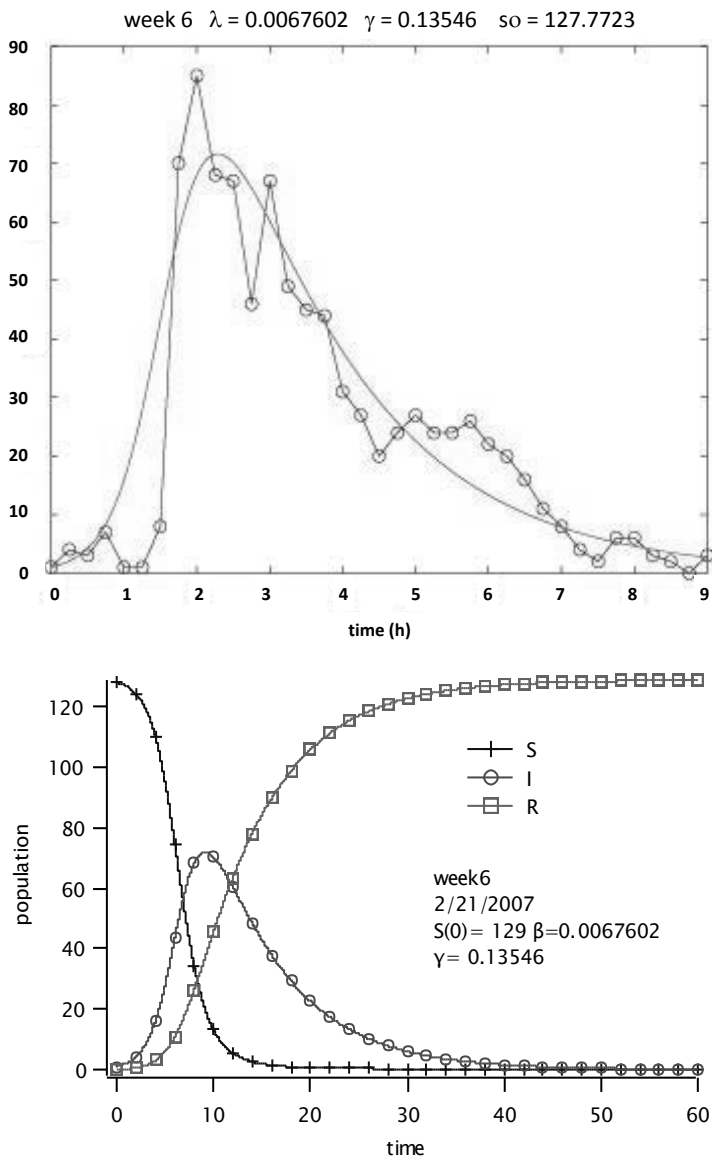 week 6 λ = 0.0067602 γ = 0.13546 so = 127.7723
90
80
70
60
50
40
30
20
10
0
0 1 2 3 4 5 6 7 8 9
time (h)
120
100
80
60
40
20
0
population
S
I
R
week6
2/21/2007
S(0)= 129 β=0.0067602
γ= 0.13546
0 10 20 30 40 50 60
time